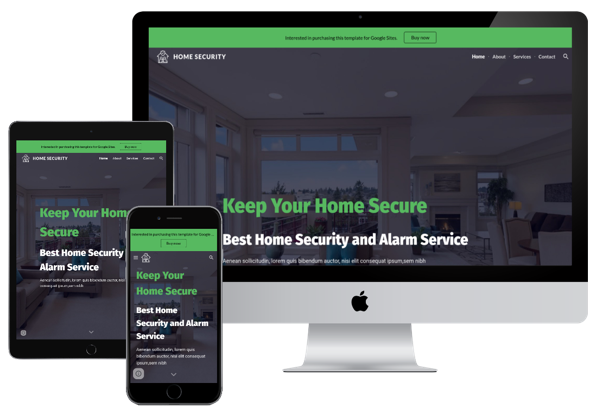 Interested in purchasing this template for Google Sites.
Buy now
HOME SECURITY
Home
About
Services
Contact
Keep Your Home Secure
Best Home Security and Alarm Service
Aenean sollicitudin, lorem quis bibendum auctor, nisi elit consequat ipsum,sem nibh
Interested in purchasing this template for Google Sites.
Buy now
HOME SECURITY
Home
About
Services
Contact
Keep Your Hom
Secure
Best Home Security
Alarm Service
Aenean sollicitudin, lorem quis bibendum auctor,
consequat ipsum,sem nibh
Interested in purchasing this template for Google...
Buy now
Keep Your
Home Secure
Best Home
Security and Alarm
Service
Aenean sollicitudin, lorem quis
bibendum auctor, nisi elit consequat
ipsum,sem nibh